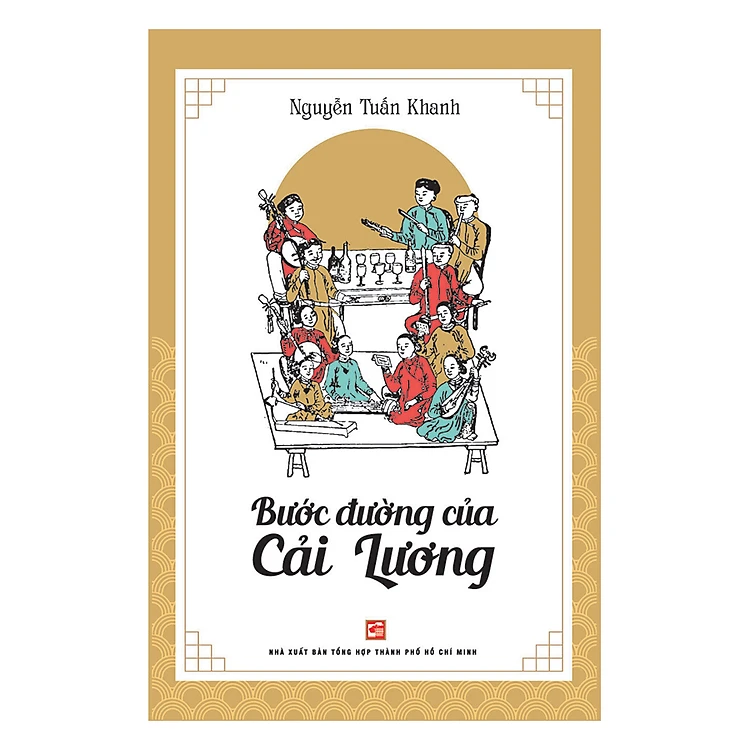 Nguyễn Tuấn Khanh
Bước đường của
Cải Lương
NHÀ XUẤT BẢN TỔNG HỢP THÀNH PHỐ HỒ CHÍ MINH